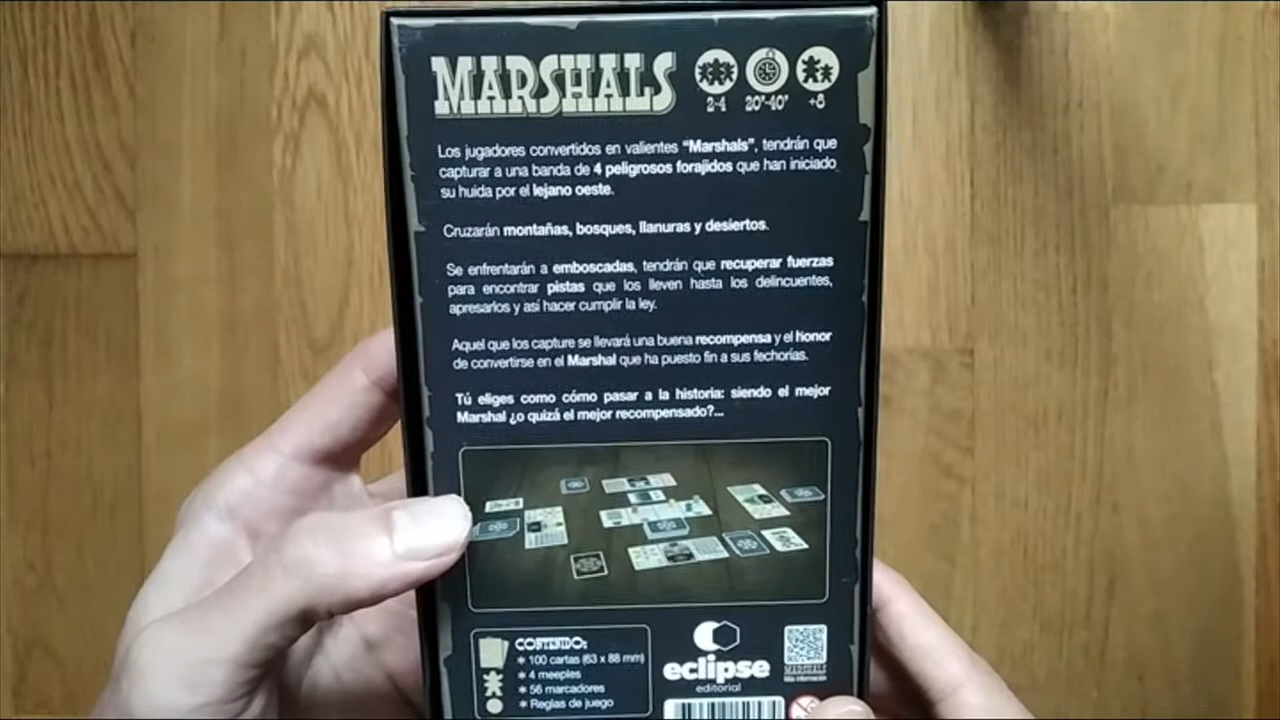 MARSHALS
2-4 20'-40' +8
Los jugadores convertidos en valientes “Marshals”, tendrán que
capturar a una banda de 4 peligrosos forajidos que han iniciado
su huida por el lejano oeste.
Cruzarán montañas, bosques, llanuras y desiertos.
Se enfrentarán a emboscadas, tendrán que recuperar fuerzas
para encontrar pistas que los lleven hasta los delincuentes,
apresarlos y así hacer cumplir la ley.
Aquel que los capture se llevará una buena recompensa y el honor
de convertirse en el Marshal que ha puesto fin a sus fechorías.
Tú eliges como cómo pasar a la historia: siendo el mejor
Marshal ¿o quizá el mejor recompensado?...
CONTENIDO:
* 100 cartas (63 x 88 mm)
* 4 meeples
* 56 marcadores
* Reglas de juego
eclipse
editorial
MARSHALS
Más información